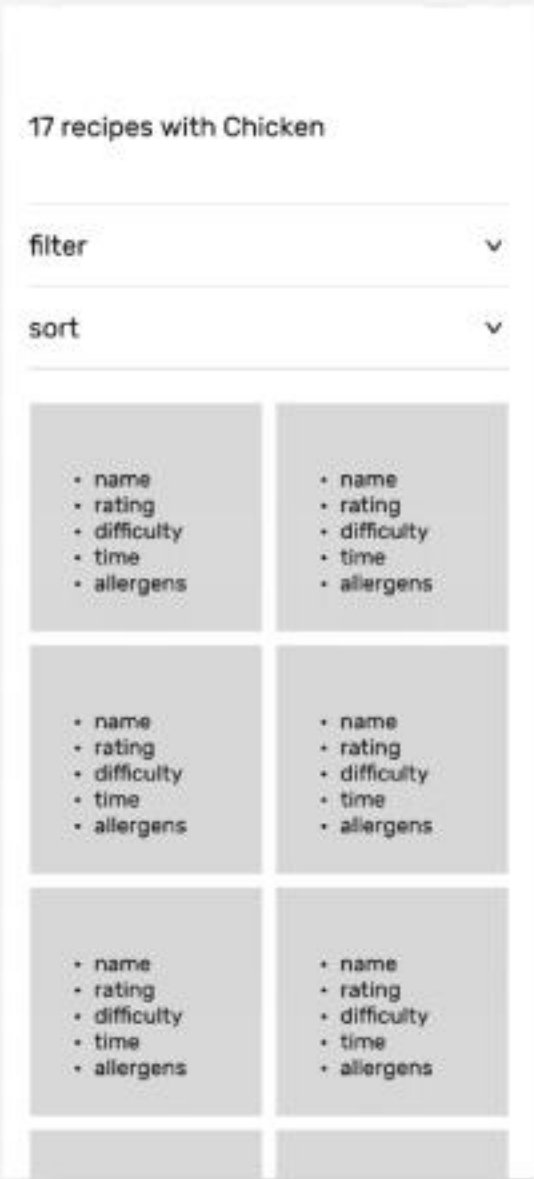 17 recipes with Chicken
filter
sort
• name
• rating
• difficulty
• time
• allergens
• name
• rating
• difficulty
• time
• allergens
• name
• rating
• difficulty
• time
• allergens
• name
• rating
• difficulty
• time
• allergens
• name
• rating
• difficulty
• time
• allergens
• name
• rating
• difficulty
• time
• allergens